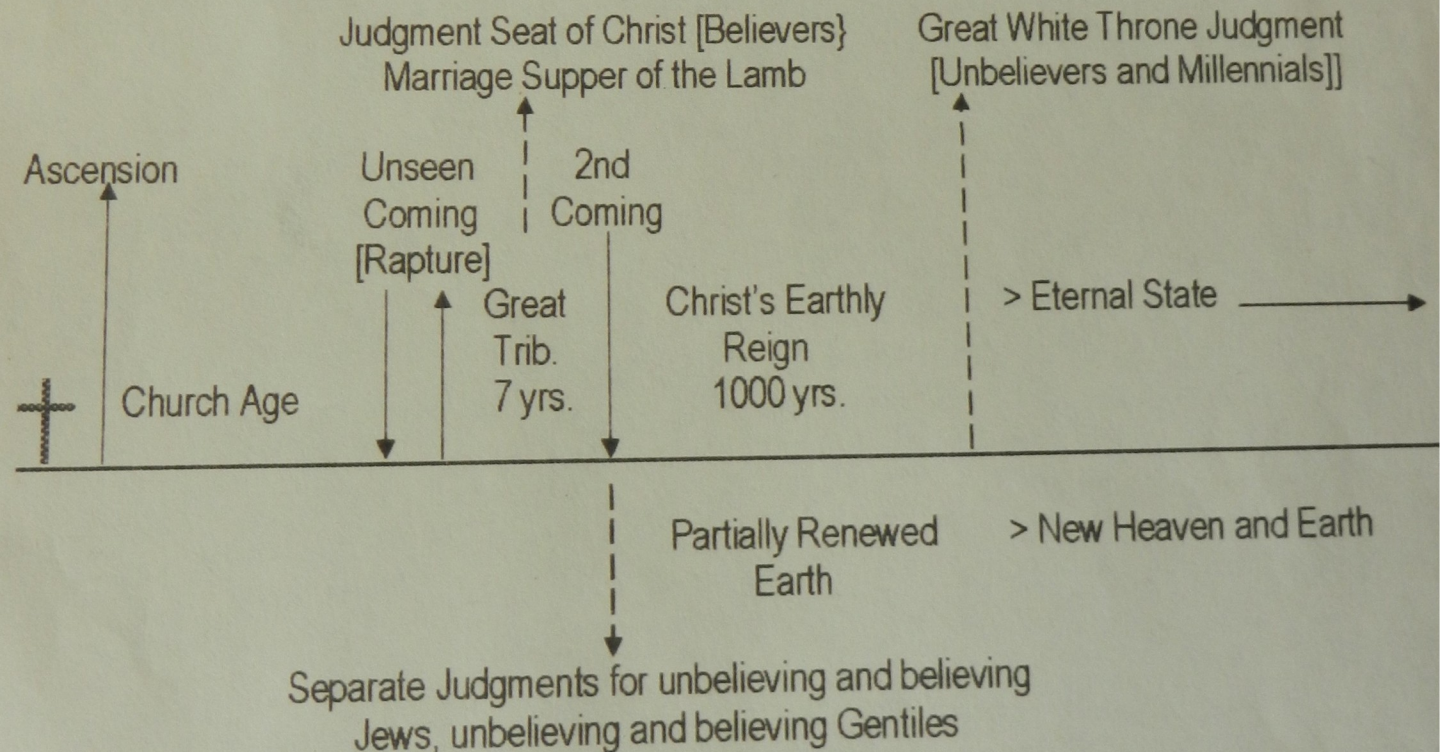 Judgment Seat of Christ [Believers}
Marriage Supper of the Lamb
Great White Throne Judgment
[Unbelievers and Millennials]]
Ascension
Unseen
Coming
[Rapture]
2nd
Coming
Great
Trib.
7 yrs.
Christ's Earthly
Reign
1000 yrs.
> Eternal State
Church Age
Partially Renewed
Earth
> New Heaven and Earth
Separate Judgments for unbelieving and believing
Jews, unbelieving and believing Gentiles